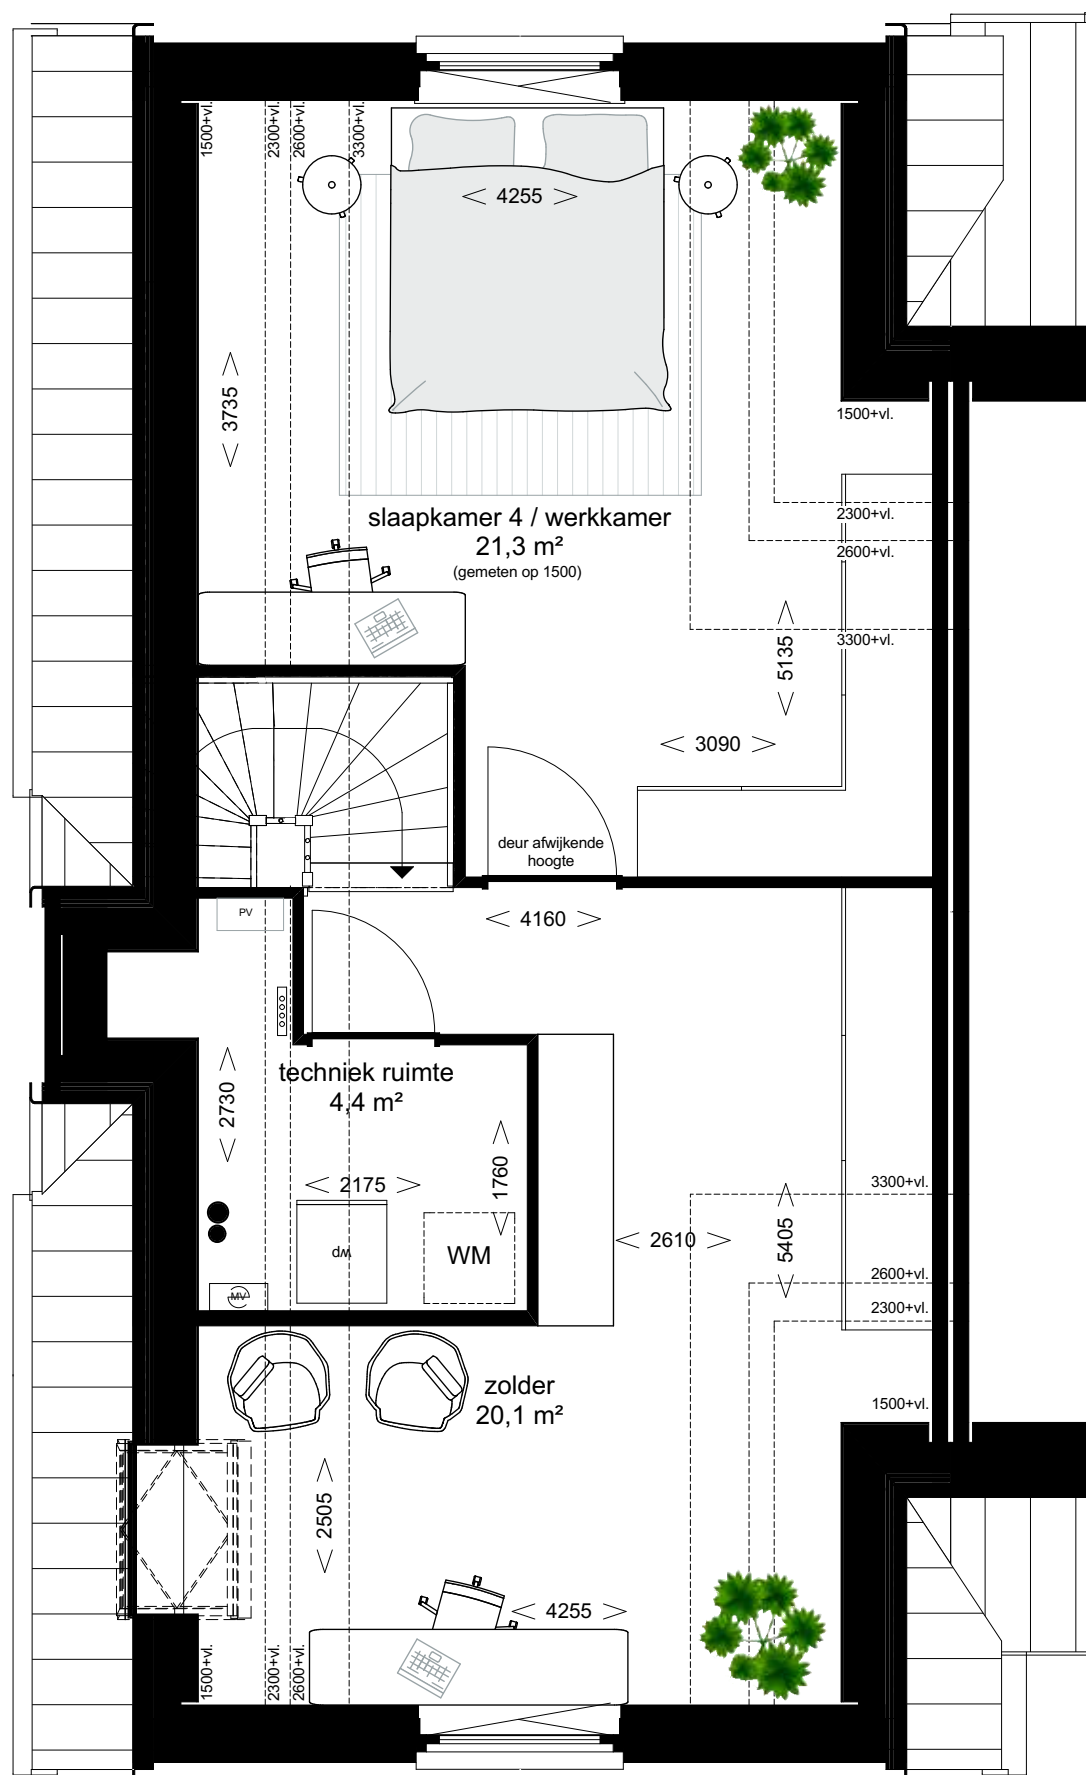 1500+vl.
2300+vl.
2600+vl.
3300+vl.
< 4255 >
< 3735 >
1500+vl.
slaapkamer 4 / werkkamer
21,3 m²
(gemeten op 1500)
2300+vl.
2600+vl.
3300+vl.
< 5135 >
< 3090 >
deur afwijkende
hoogte
PV
< 4160 >
techniek ruimte
4,4 m²
< 2730 >
< 2175 >
< 1760 >
wp
WM
MV
3300+vl.
< 2610 >
< 5405 >
2600+vl.
2300+vl.
zolder
20,1 m²
1500+vl.
< 2505 >
< 4255 >
1500+vl.
2300+vl.
2600+vl.